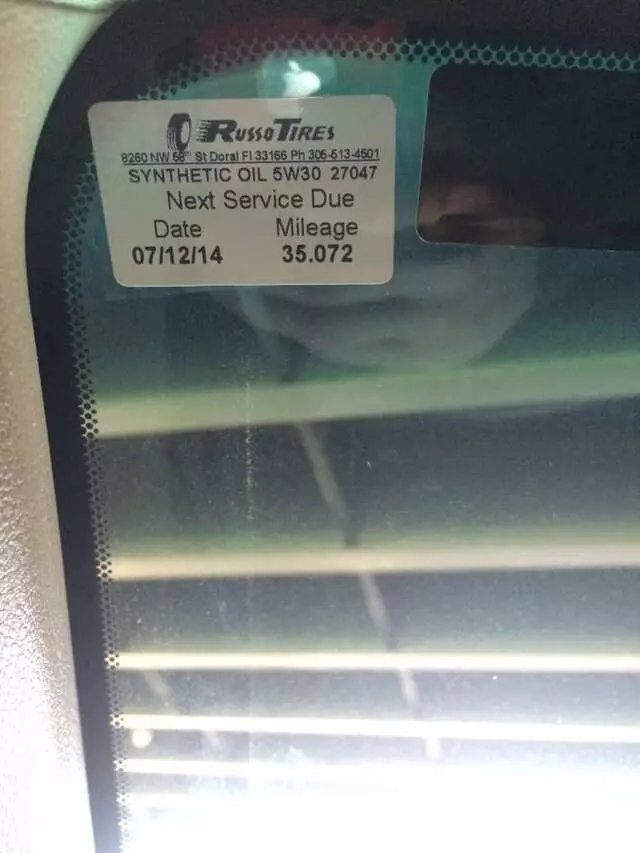 Russo Tires
8260 NW 58TH St Doral Fl 33166 Ph 305-513-4501
SYNTHETIC OIL 5W30 27047
Next Service Due
Date Mileage
07/12/14 35.072